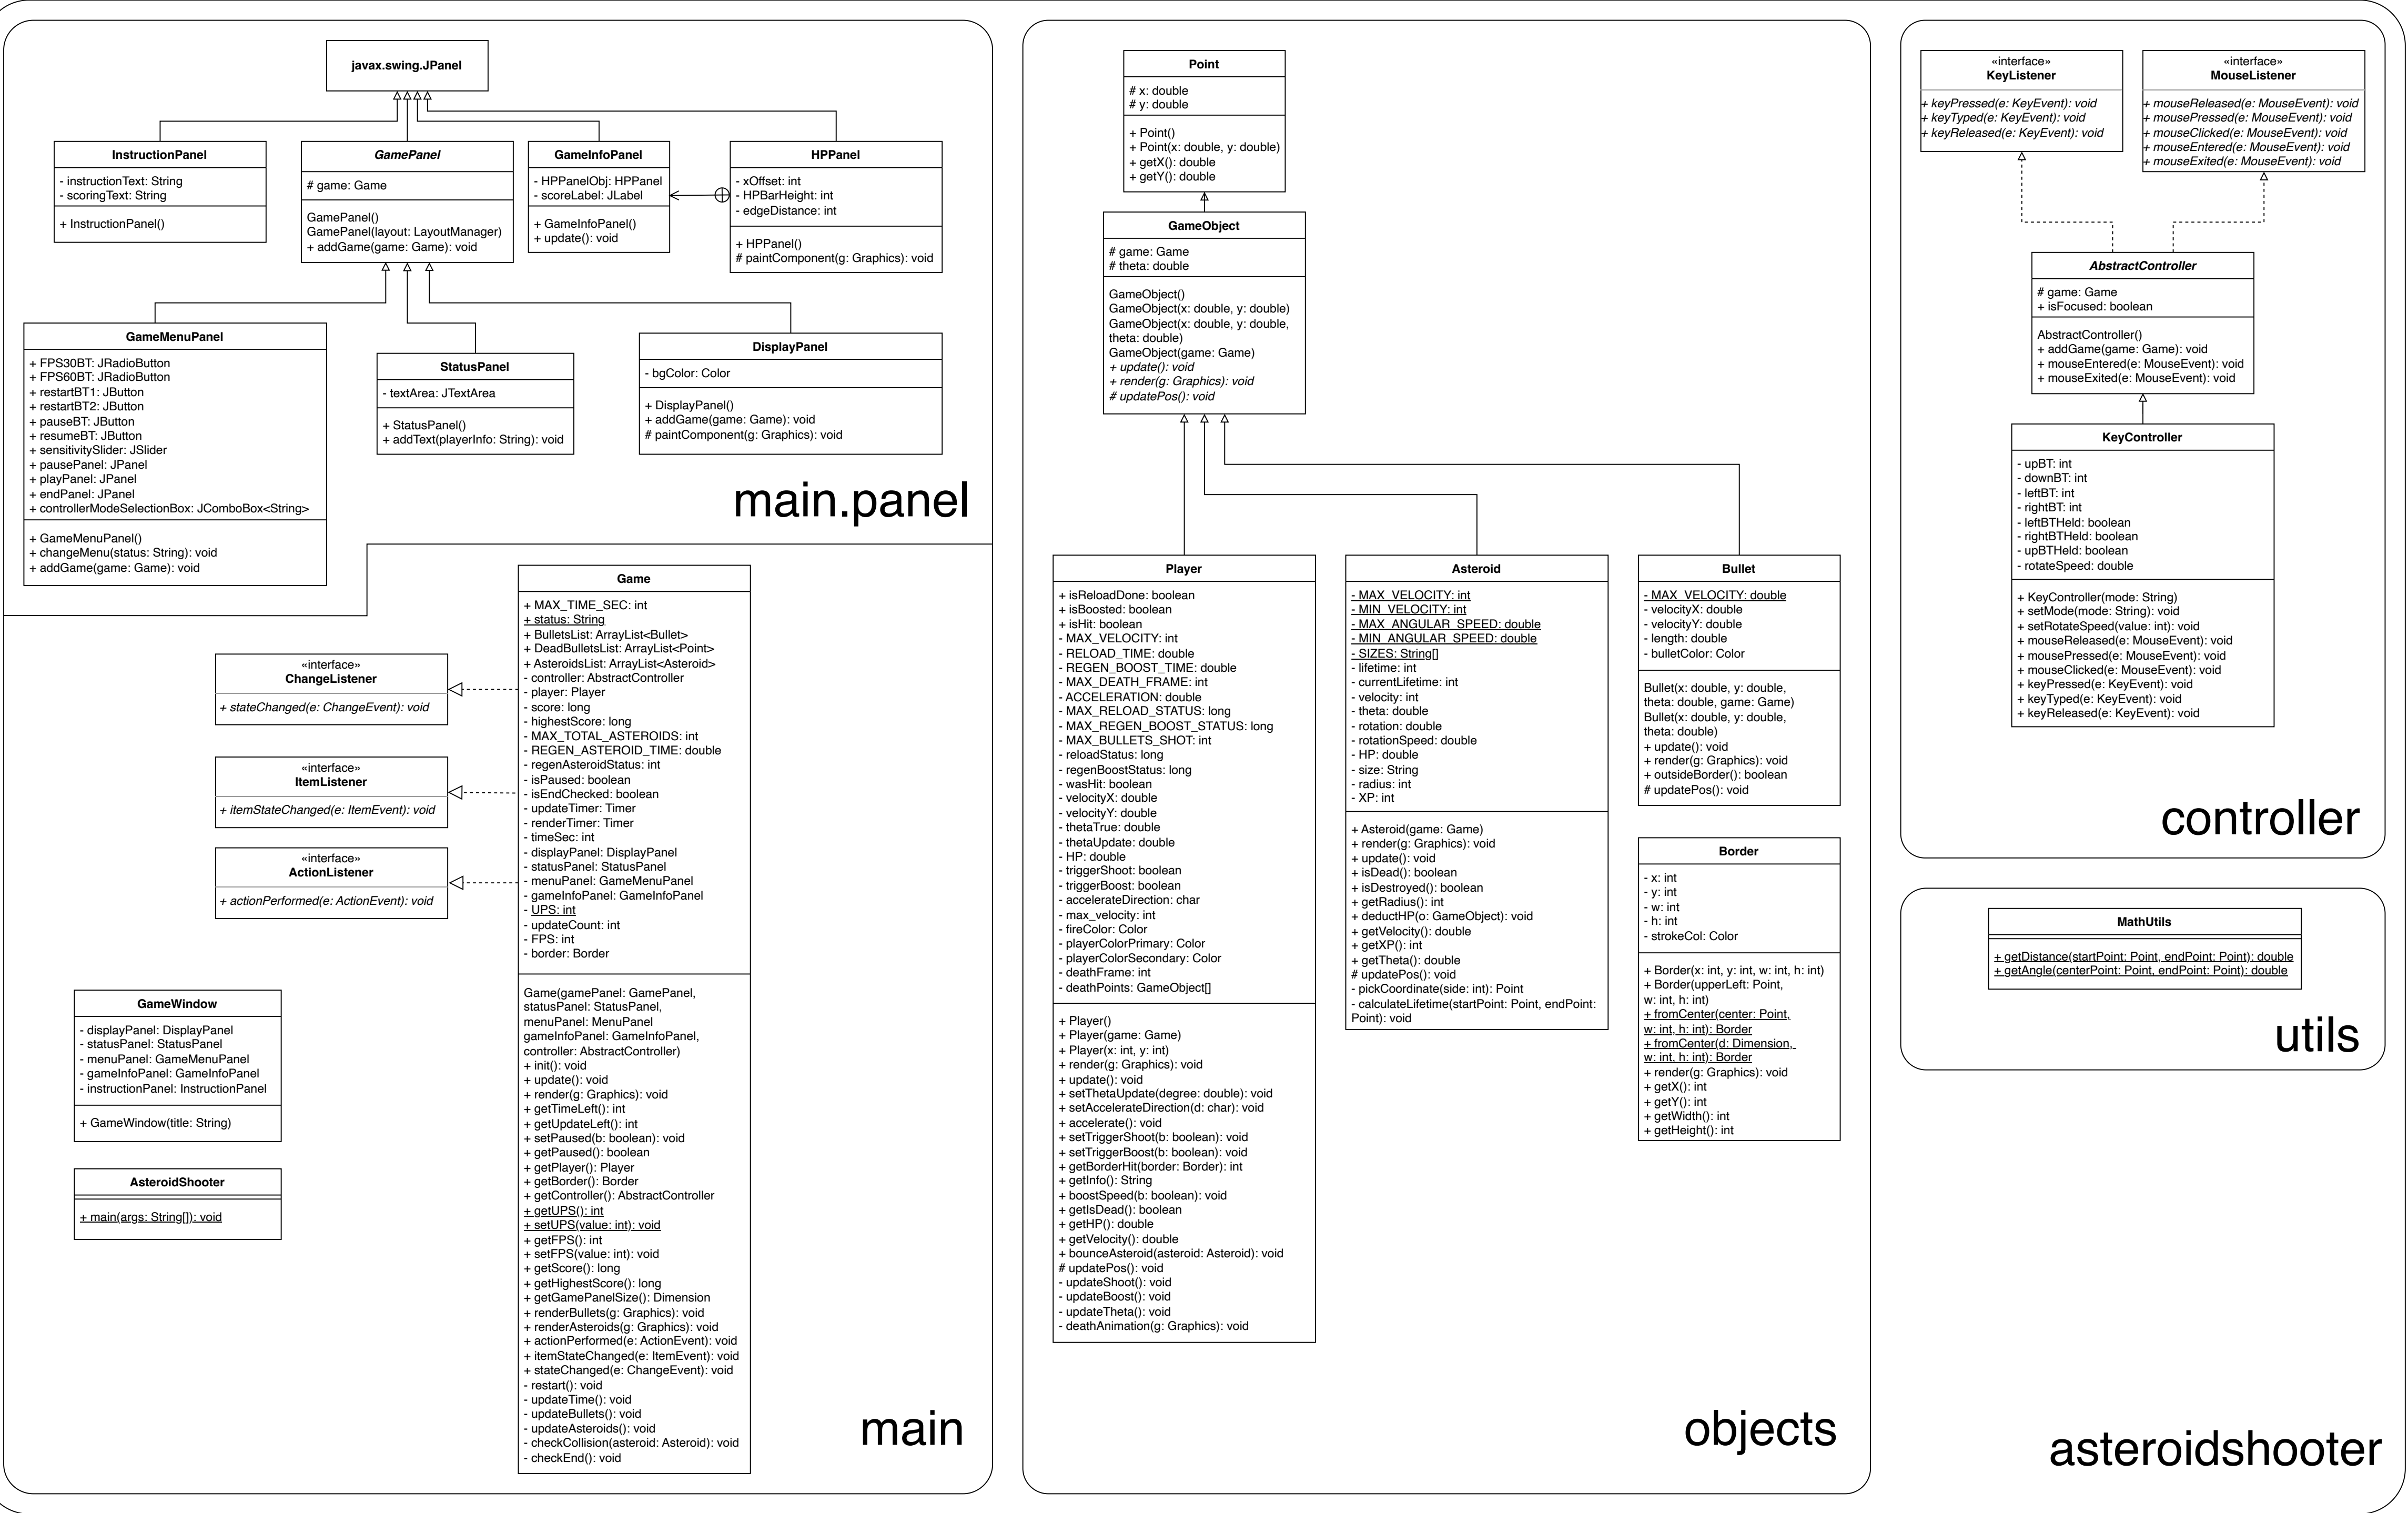 javax.swing.JPanel
InstructionPanel
- instructionText: String
- scoringText: String
+ InstructionPanel()
GamePanel
# game: Game
GamePanel()
GamePanel(layout: LayoutManager)
+ addGame(game: Game): void
GameInfoPanel
- HPPanelObj: HPPanel
- scoreLabel: JLabel
+ GameInfoPanel()
+ update(): void
HPPanel
- xOffset: int
- HPBarHeight: int
- edgeDistance: int
+ HPPanel()
# paintComponent(g: Graphics): void
GameMenuPanel
+ FPS30BT: JRadioButton
+ FPS60BT: JRadioButton
+ restartBT1: JButton
+ restartBT2: JButton
+ pauseBT: JButton
+ resumeBT: JButton
+ sensitivitySlider: JSlider
+ pausePanel: JPanel
+ playPanel: JPanel
+ endPanel: JPanel
+ controllerModeSelectionBox: JComboBox<String>
+ GameMenuPanel()
+ changeMenu(status: String): void
+ addGame(game: Game): void
StatusPanel
- textArea: JTextArea
+ StatusPanel()
+ addText(playerInfo: String): void
DisplayPanel
- bgColor: Color
+ DisplayPanel()
+ addGame(game: Game): void
# paintComponent(g: Graphics): void
main.panel
«interface»
ChangeListener
+ stateChanged(e: ChangeEvent): void
«interface»
ItemListener
+ itemStateChanged(e: ItemEvent): void
«interface»
ActionListener
+ actionPerformed(e: ActionEvent): void
GameWindow
- displayPanel: DisplayPanel
- statusPanel: StatusPanel
- menuPanel: GameMenuPanel
- gameInfoPanel: GameInfoPanel
- instructionPanel: InstructionPanel
+ GameWindow(title: String)
AsteroidShooter
+ main(args: String[]): void
Game
+ MAX_TIME_SEC: int
+ status: String
+ BulletsList: ArrayList<Bullet>
+ DeadBulletsList: ArrayList<Point>
+ AsteroidsList: ArrayList<Asteroid>
- controller: AbstractController
- player: Player
- score: long
- highestScore: long
- MAX_TOTAL_ASTEROIDS: int
- REGEN_ASTEROID_TIME: double
- regenAsteroidStatus: int
- isPaused: boolean
- isEndChecked: boolean
- updateTimer: Timer
- renderTimer: Timer
- timeSec: int
- displayPanel: DisplayPanel
- statusPanel: StatusPanel
- menuPanel: GameMenuPanel
- gameInfoPanel: GameInfoPanel
- UPS: int
- updateCount: int
- FPS: int
- border: Border
Game(gamePanel: GamePanel,
statusPanel: StatusPanel,
menuPanel: MenuPanel
gameInfoPanel: GameInfoPanel,
controller: AbstractController)
+ init(): void
+ update(): void
+ render(g: Graphics): void
+ getTimeLeft(): int
+ getUpdateLeft(): int
+ setPaused(b: boolean): void
+ getPaused(): boolean
+ getPlayer(): Player
+ getBorder(): Border
+ getController(): AbstractController
+ getUPS(): int
+ setUPS(value: int): void
+ getFPS(): int
+ setFPS(value: int): void
+ getScore(): long
+ getHighestScore(): long
+ getGamePanelSize(): Dimension
+ renderBullets(g: Graphics): void
+ renderAsteroids(g: Graphics): void
+ actionPerformed(e: ActionEvent): void
+ itemStateChanged(e: ItemEvent): void
+ stateChanged(e: ChangeEvent): void
- restart(): void
- updateTime(): void
- updateBullets(): void
- updateAsteroids(): void
- checkCollision(asteroid: Asteroid): void
- checkEnd(): void
main
Point
# x: double
# y: double
+ Point()
+ Point(x: double, y: double)
+ getX(): double
+ getY(): double
GameObject
# game: Game
# theta: double
GameObject()
GameObject(x: double, y: double)
GameObject(x: double, y: double,
theta: double)
GameObject(game: Game)
+ update(): void
+ render(g: Graphics): void
# updatePos(): void
Player
+ isReloadDone: boolean
+ isBoosted: boolean
+ isHit: boolean
- MAX_VELOCITY: int
- RELOAD_TIME: double
- REGEN_BOOST_TIME: double
- MAX_DEATH_FRAME: int
- ACCELERATION: double
- MAX_RELOAD_STATUS: long
- MAX_REGEN_BOOST_STATUS: long
- MAX_BULLETS_SHOT: int
- reloadStatus: long
- regenBoostStatus: long
- wasHit: boolean
- velocityX: double
- velocityY: double
- thetaTrue: double
- thetaUpdate: double
- HP: double
- triggerShoot: boolean
- triggerBoost: boolean
- accelerateDirection: char
- max_velocity: int
- fireColor: Color
- playerColorPrimary: Color
- playerColorSecondary: Color
- deathFrame: int
- deathPoints: GameObject[]
+ Player()
+ Player(game: Game)
+ Player(x: int, y: int)
+ render(g: Graphics): void
+ update(): void
+ setThetaUpdate(degree: double): void
+ setAccelerateDirection(d: char): void
+ accelerate(): void
+ setTriggerShoot(b: boolean): void
+ setTriggerBoost(b: boolean): void
+ getBorderHit(border: Border): int
+ getInfo(): String
+ boostSpeed(b: boolean): void
+ getIsDead(): boolean
+ getHP(): double
+ getVelocity(): double
+ bounceAsteroid(asteroid: Asteroid): void
# updatePos(): void
- updateShoot(): void
- updateBoost(): void
- updateTheta(): void
- deathAnimation(g: Graphics): void
Asteroid
- MAX_VELOCITY: int
- MIN_VELOCITY: int
- MAX_ANGULAR_SPEED: double
- MIN_ANGULAR_SPEED: double
- SIZES: String[]
- lifetime: int
- currentLifetime: int
- velocity: int
- theta: double
- rotation: double
- rotationSpeed: double
- HP: double
- size: String
- radius: int
- XP: int
+ Asteroid(game: Game)
+ render(g: Graphics): void
+ update(): void
+ isDead(): boolean
+ isDestroyed(): boolean
+ getRadius(): int
+ deductHP(o: GameObject): void
+ getVelocity(): double
+ getXP(): int
+ getTheta(): double
# updatePos(): void
- pickCoordinate(side: int): Point
- calculateLifetime(startPoint: Point, endPoint:
Point): void
Bullet
- MAX_VELOCITY: double
- velocityX: double
- velocityY: double
- length: double
- bulletColor: Color
Bullet(x: double, y: double,
theta: double, game: Game)
Bullet(x: double, y: double,
theta: double)
+ update(): void
+ render(g: Graphics): void
+ outsideBorder(): boolean
# updatePos(): void
Border
- x: int
- y: int
- w: int
- h: int
- strokeCol: Color
+ Border(x: int, y: int, w: int, h: int)
+ Border(upperLeft: Point,
w: int, h: int)
+ fromCenter(center: Point,
w: int, h: int): Border
+ fromCenter(d: Dimension,
w: int, h: int): Border
+ render(g: Graphics): void
+ getX(): int
+ getY(): int
+ getWidth(): int
+ getHeight(): int
objects
«interface»
KeyListener
+ keyPressed(e: KeyEvent): void
+ keyTyped(e: KeyEvent): void
+ keyReleased(e: KeyEvent): void
«interface»
MouseListener
+ mouseReleased(e: MouseEvent): void
+ mousePressed(e: MouseEvent): void
+ mouseClicked(e: MouseEvent): void
+ mouseEntered(e: MouseEvent): void
+ mouseExited(e: MouseEvent): void
AbstractController
# game: Game
+ isFocused: boolean
AbstractController()
+ addGame(game: Game): void
+ mouseEntered(e: MouseEvent): void
+ mouseExited(e: MouseEvent): void
KeyController
- upBT: int
- downBT: int
- leftBT: int
- rightBT: int
- leftBTHeld: boolean
- rightBTHeld: boolean
- upBTHeld: boolean
- rotateSpeed: double
+ KeyController(mode: String)
+ setMode(mode: String): void
+ setRotateSpeed(value: int): void
+ mouseReleased(e: MouseEvent): void
+ mousePressed(e: MouseEvent): void
+ mouseClicked(e: MouseEvent): void
+ keyPressed(e: KeyEvent): void
+ keyTyped(e: KeyEvent): void
+ keyReleased(e: KeyEvent): void
controller
MathUtils
+ getDistance(startPoint: Point, endPoint: Point): double
+ getAngle(centerPoint: Point, endPoint: Point): double
utils
asteroidshooter